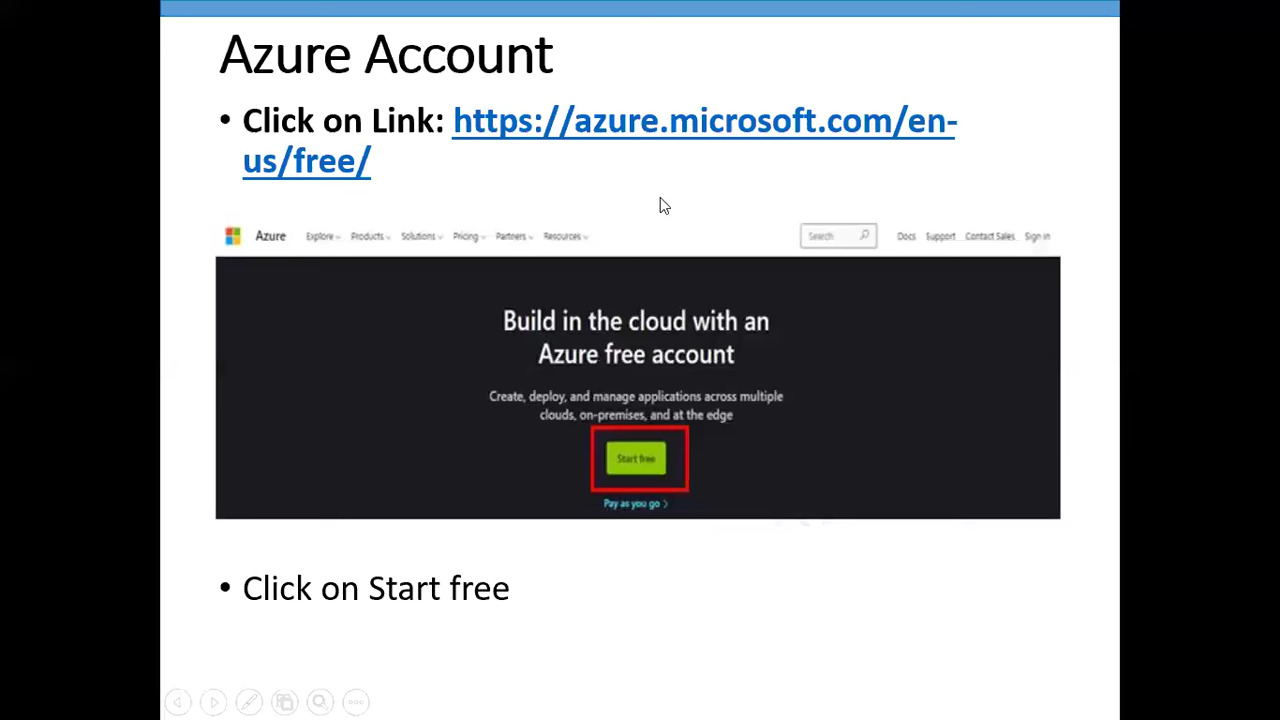 Azure Account
• Click on Link: https://azure.microsoft.com/en-
us/free/
Azure Explore Products Solutions Pricing Partners Resources Search Docs Support Contact Sales Sign in
Build in the cloud with an
Azure free account
Create, deploy, and manage applications across multiple
clouds, on-premises, and at the edge
Start free
Pay as you go >
• Click on Start free